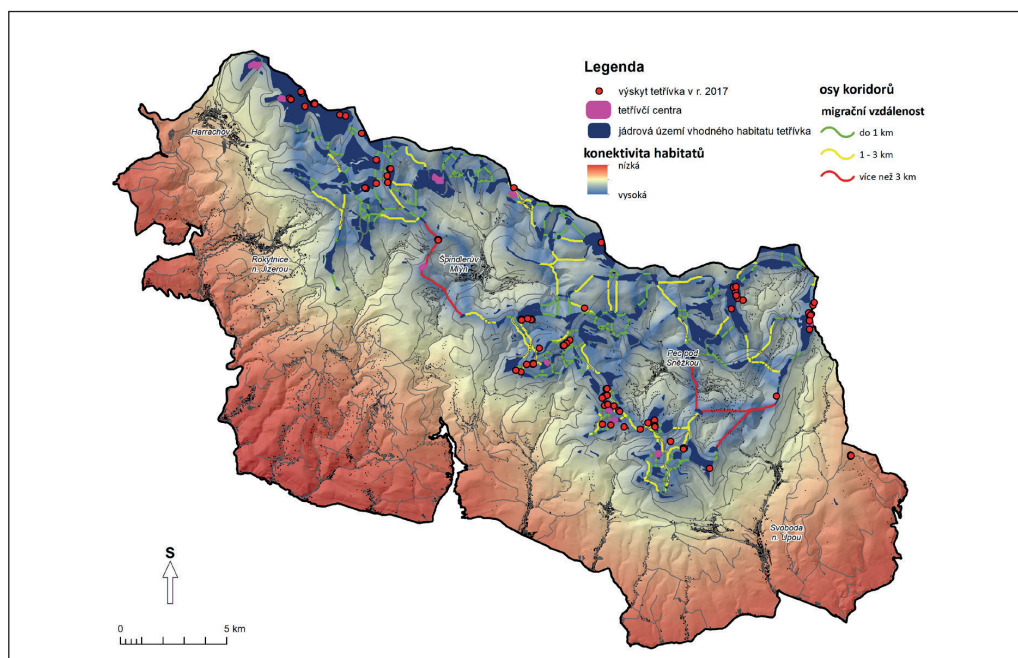 Legenda
výskyt tetřívka v r. 2017
tetřívčí centra
jádrová území vhodného habitatu tetřívka
konektivita habitatů
nízká
vysoká
osy koridorů
migrační vzdálenost
do 1 km
1 - 3 km
více než 3 km
Harrachov
Rokytnice
n. Jizerou
Špindlerův
Mlýn
Pec pod
Sněžkou
Svoboda
n. Úpou
S
0
5 km